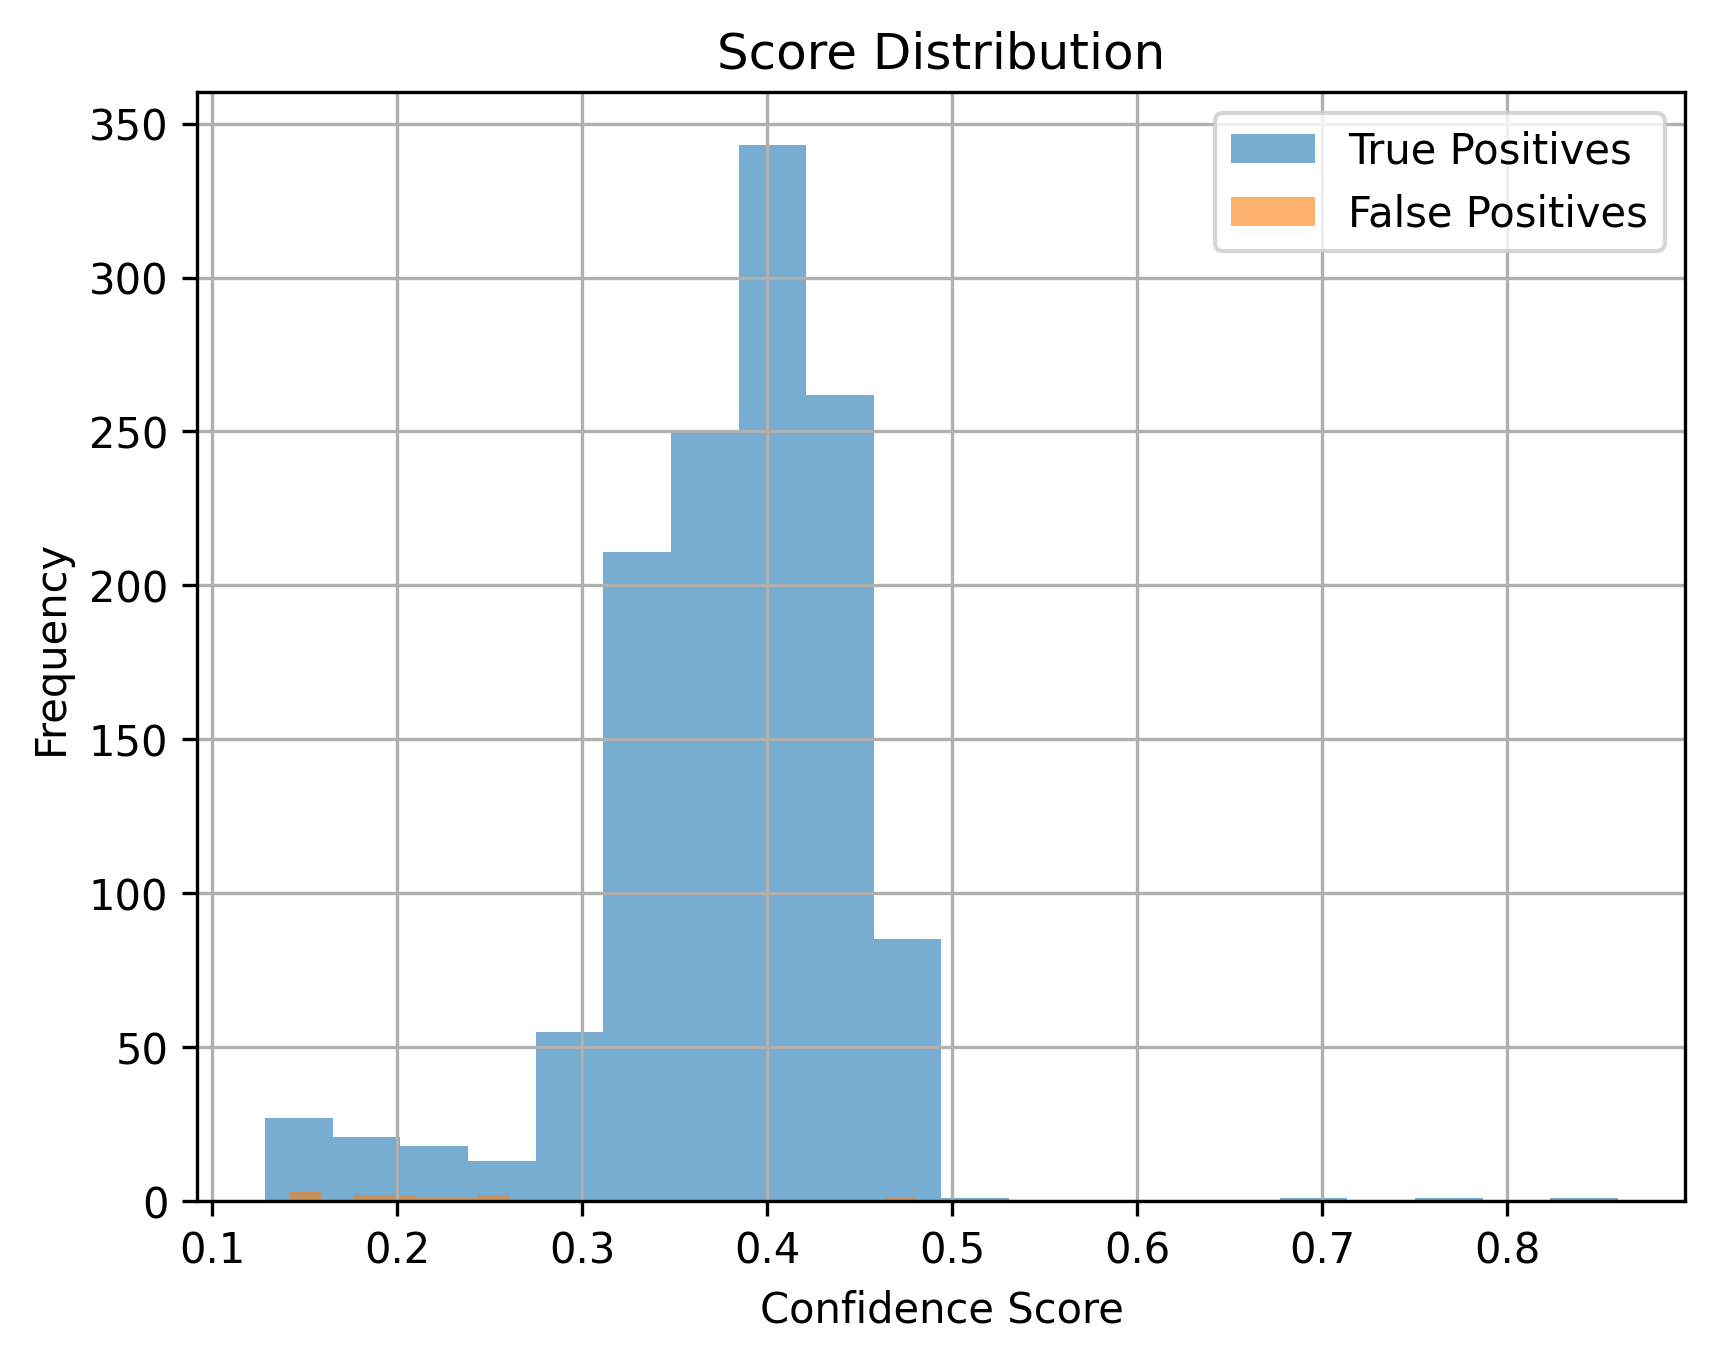 Score Distribution
True Positives
False Positives
350
300
250
200
150
100
50
0
Frequency
0.1 0.2 0.3 0.4 0.5 0.6 0.7 0.8
Confidence Score